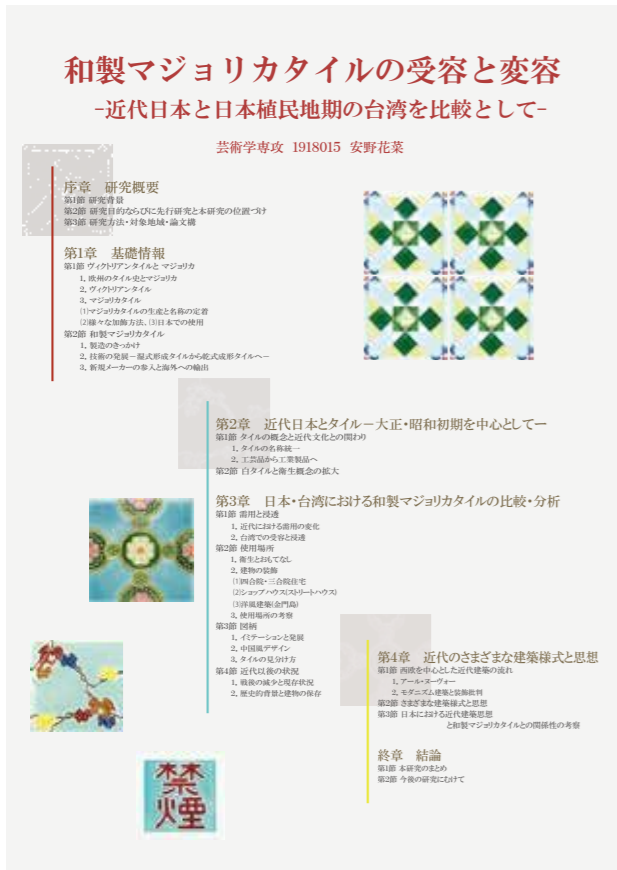 和製マジョリカタイルの受容と変容
-近代日本と日本植民地期の台湾を比較として-
芸術学専攻 1918015 安野花菜
序章 研究概要
第1節 研究背景
第2節 研究目的ならびに先行研究と本研究の位置づけ
第3節 研究方法・対象地域・論文構
第1章 基礎情報
第1節 ヴィクトリアンタイルと マジョリカ
1, 欧州のタイル史とマジョリカ
2, ヴィクトリアンタイル
3, マジョリカタイル
⑴マジョリカタイルの生産と名称の定着
⑵様々な加飾方法、⑶日本での使用
第2節 和製マジョリカタイル
1, 製造のきっかけ
2, 技術の発展－湿式形成タイルから乾式成形タイルへ－
3, 新規メーカーの参入と海外への輸出
第2章 近代日本とタイル－大正・昭和初期を中心として－
第1節 タイルの概念と近代文化との関わり
1, タイルの名称統一
2, 工芸品から工業製品へ
第2節 白タイルと衛生概念の拡大
第3章 日本・台湾における和製マジョリカタイルの比較・分析
第1節 需用と浸透
1, 近代における需用の変化
2, 台湾での受容と浸透
第2節 使用場所
1, 衛生とおもてなし
2, 建物の装飾
⑴四合院・三合院住宅
⑵ショップハウス(ストリートハウス)
⑶洋風建築(金門島)
3, 使用場所の考察
第3節 図柄
1, イミテーションと発展
2, 中国風デザイン
3, タイルの見分け方
第4節 近代以後の状況
1, 戦後の減少と現存状況
2, 歴史的背景と建物の保存
第4章 近代のさまざまな建築様式と思想
第1節 西欧を中心とした近代建築の流れ
1, アール・ヌーヴォー
2, モダニズム建築と装飾批判
第2節 さまざまな建築様式と思想
第3節 日本における近代建築思想
と和製マジョリカタイルとの関係性の考察
終章 結論
第1節 本研究のまとめ
第2節 今後の研究にむけて
禁
煙